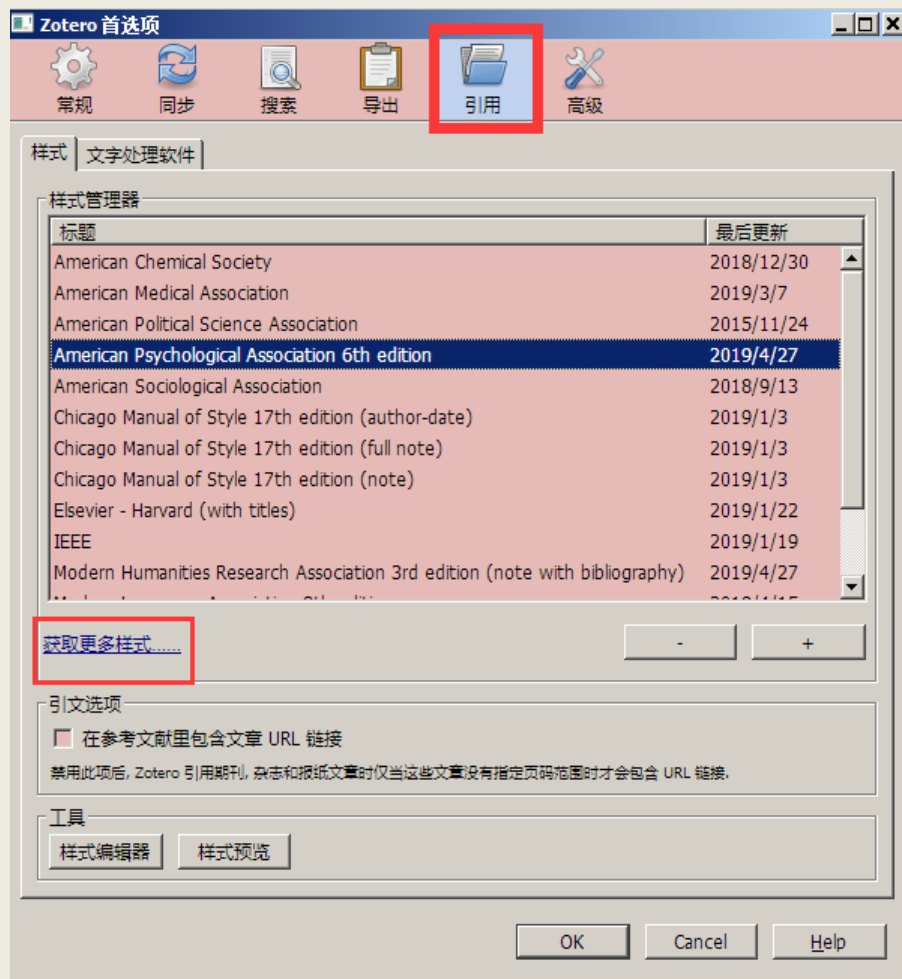 Zotero 首选项
常规 同步 搜索 导出 引用 高级
样式 文字处理软件
样式管理器
标题 最后更新
American Chemical Society 2018/12/30
American Medical Association 2019/3/7
American Political Science Association 2015/11/24
American Psychological Association 6th edition 2019/4/27
American Sociological Association 2018/9/13
Chicago Manual of Style 17th edition (author-date) 2019/1/3
Chicago Manual of Style 17th edition (full note) 2019/1/3
Chicago Manual of Style 17th edition (note) 2019/1/3
Elsevier - Harvard (with titles) 2019/1/22
IEEE 2019/1/19
Modern Humanities Research Association 3rd edition (note with bibliography) 2019/4/27
获取更多样式...... - +
引文选项
在参考文献里包含文章 URL 链接
禁用此项后, Zotero 引用期刊, 杂志和报纸文章时仅当这些文章没有指定页码范围时才会包含 URL 链接.
工具
样式编辑器 样式预览
OK Cancel Help